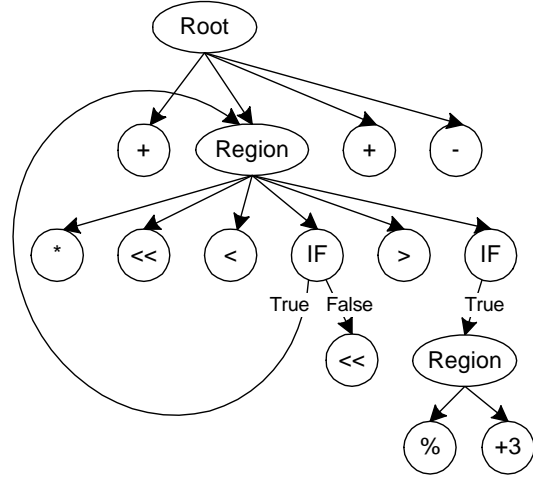 Root
+ Region + -
* << < IF > IF
True False True
<< Region
% +3